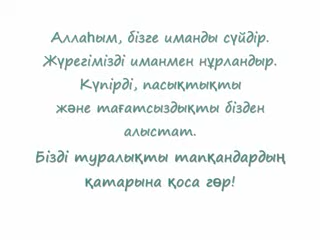 Аллаһым, бізге иманды сүйдір.
Жүрегімізді иманмен нұрландыр.
Күпірді, пасықтықты
және тағатсыздықты бізден
алыстат.
Бізді туралықты тапқандардың
қатарына қоса гөр!